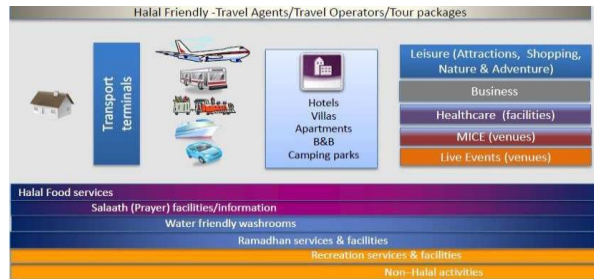 Halal Friendly -Travel Agents/Travel Operators/Tour packages
Transport
terminals
Hotels
Villas
Apartments
B&B
Camping parks
Leisure (Attractions, Shopping,
Nature & Adventure)
Business
Healthcare (facilities)
MICE (venues)
Live Events (venues)
Halal Food services
Salaath (Prayer) facilities/information
Water friendly washrooms
Ramadhan services & facilities
Recreation services & facilities
Non-Halal activities